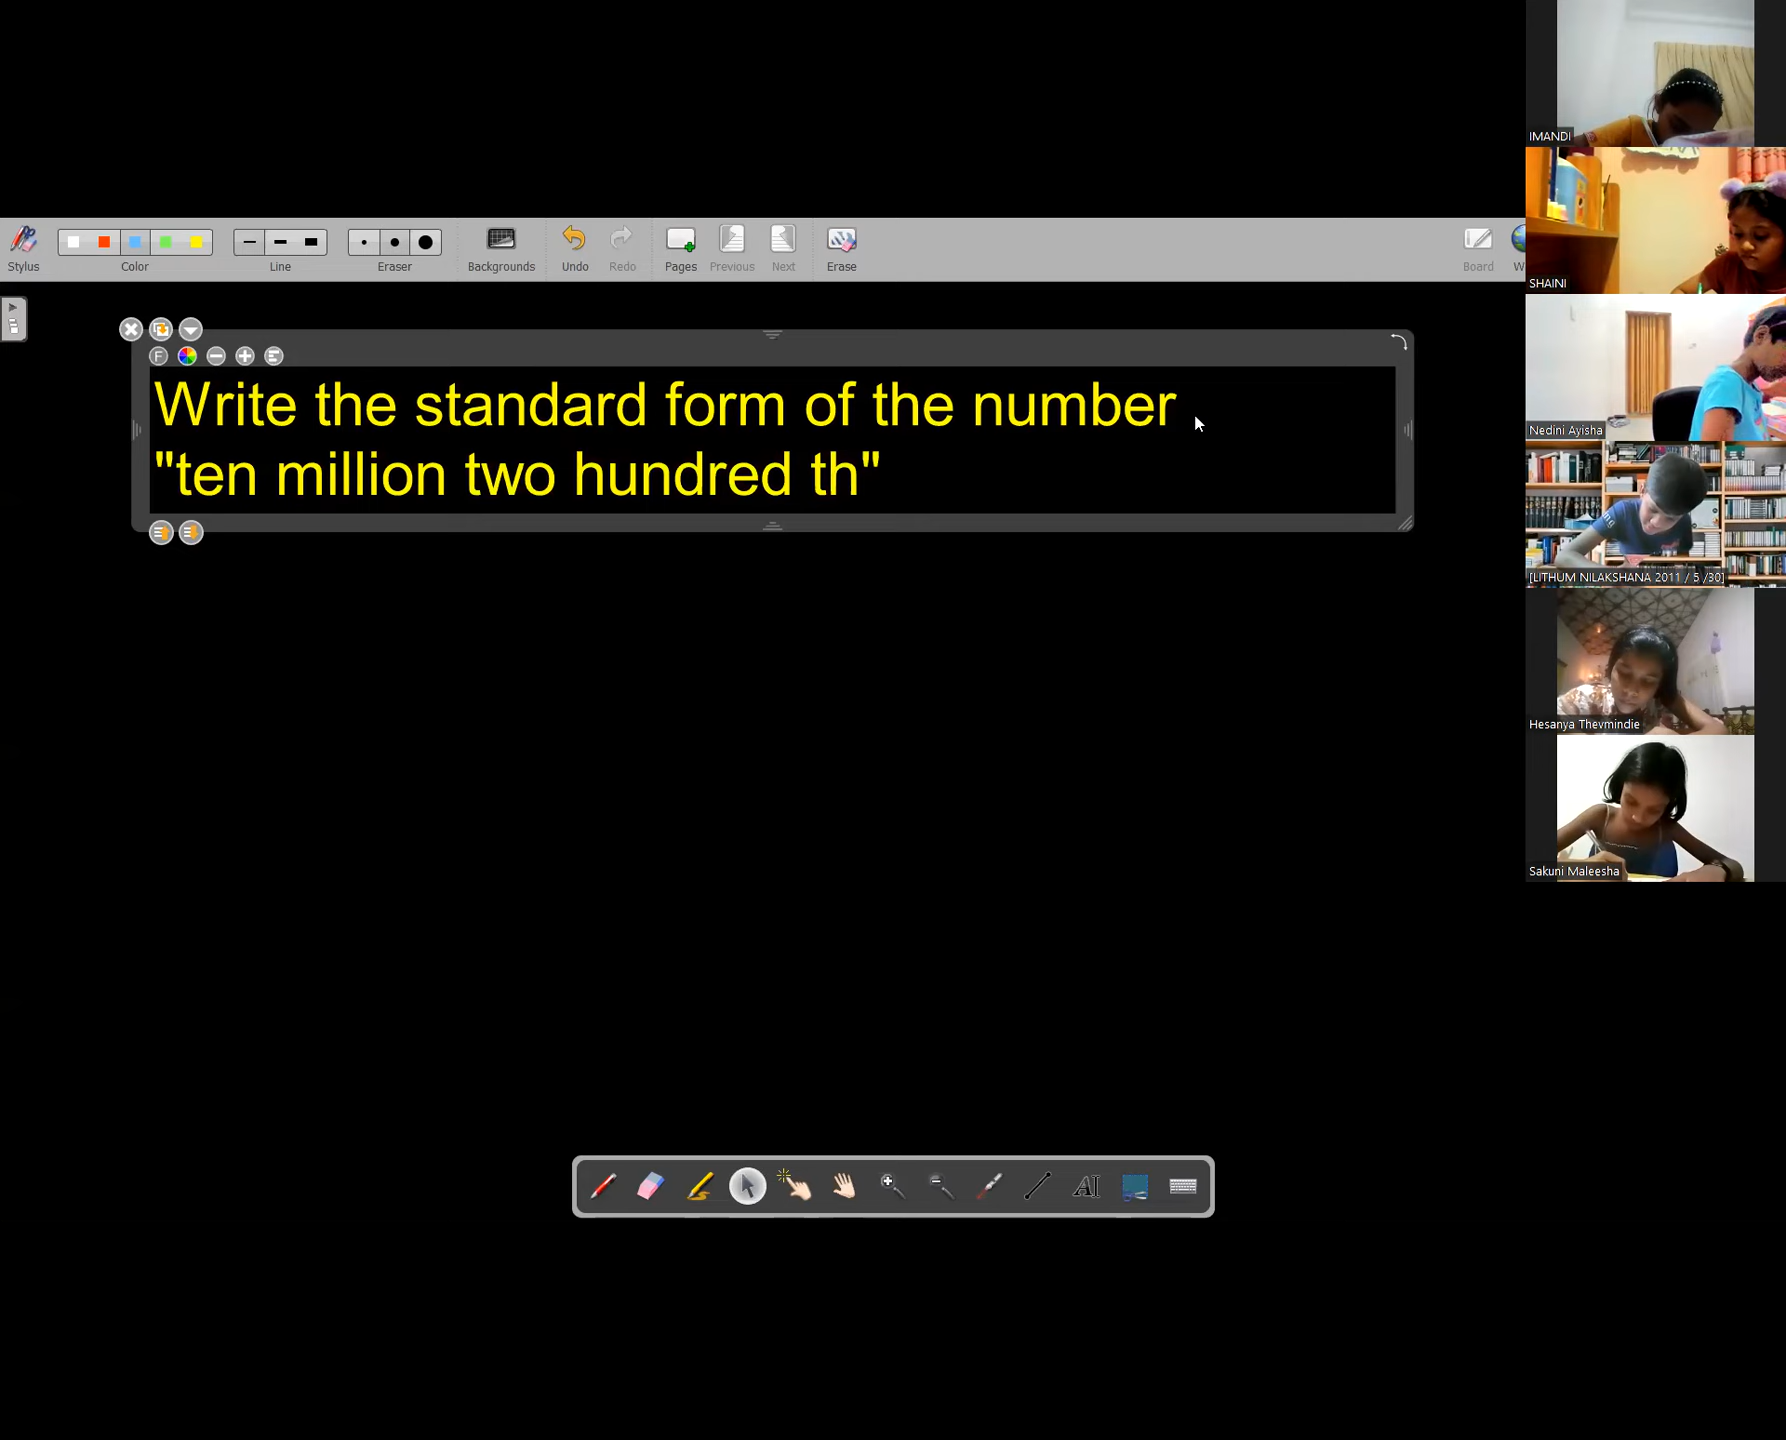 Stylus
Color
Line
Eraser
Backgrounds
Undo
Redo
Pages
Previous
Next
Erase
Board
W
F
Write the standard form of the number
"ten million two hundred th"
AI
IMANDI
SHAINI
Nedini Ayisha
[LITHUM NILAKSHANA 2011 / 5 /30]
Hesanya Thevmindie
Sakuni Maleesha